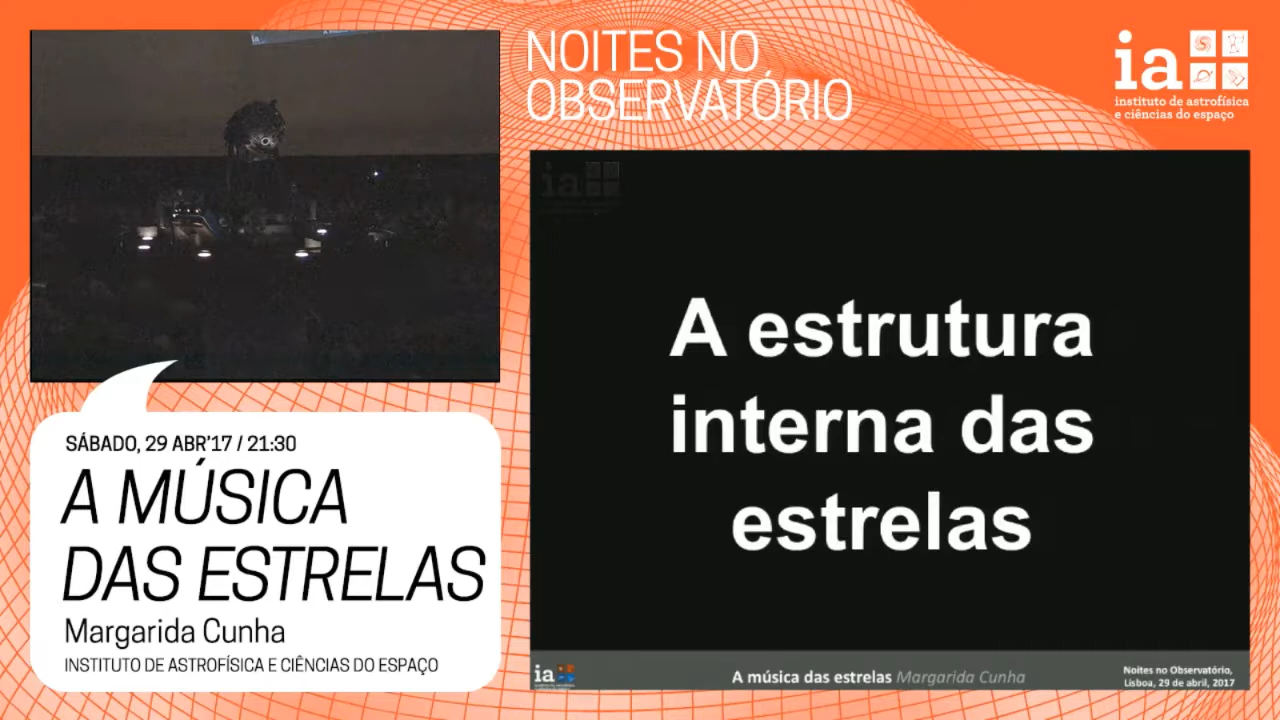 NOITES NO
OBSERVATÓRIO
ia
instituto de astrofísica
e ciências do espaço
ia
A estrutura
interna das
estrelas
SÁBADO, 29 ABR'17 / 21:30
A MÚSICA
DAS ESTRELAS
Margarida Cunha
INSTITUTO DE ASTROFÍSICA E CIÊNCIAS DO ESPAÇO
ia
A música das estrelas Margarida Cunha
Noites no Observatório,
Lisboa, 29 de abril, 2017